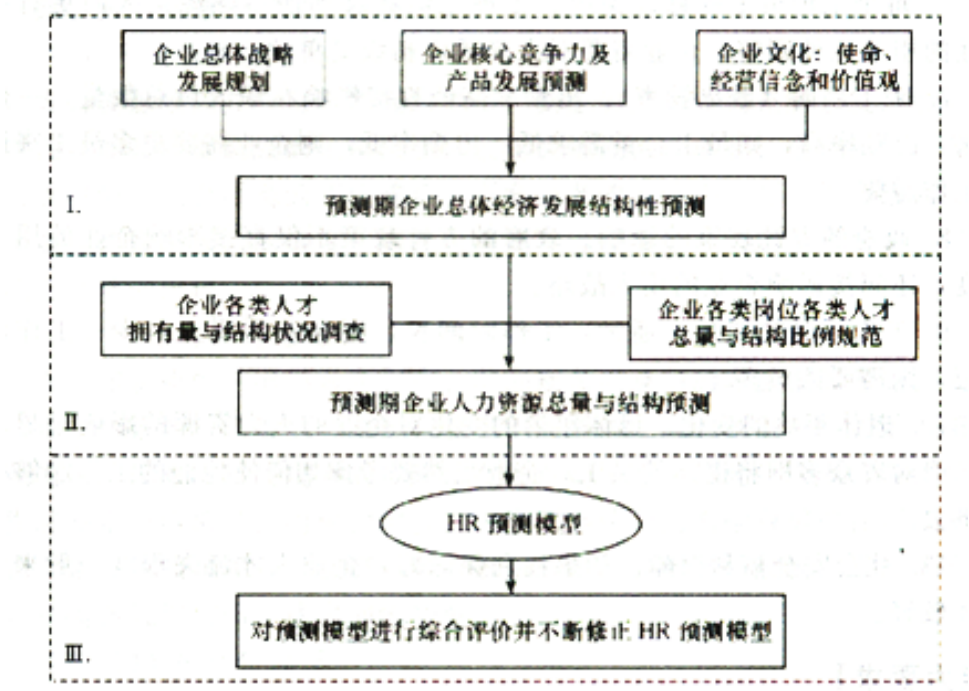 企业总体战略
发展规划
企业核心竞争力及
产品发展预测
企业文化：使命、
经营信念和价值观
I.
预测期企业总体经济发展结构性预测
企业各类人才
拥有量与结构状况调查
企业各类岗位各类人才
总量与结构比例规范
II.
预测期企业人力资源总量与结构预测
HR 预测模型
III.
对预测模型进行综合评价并不断修正 HR 预测模型